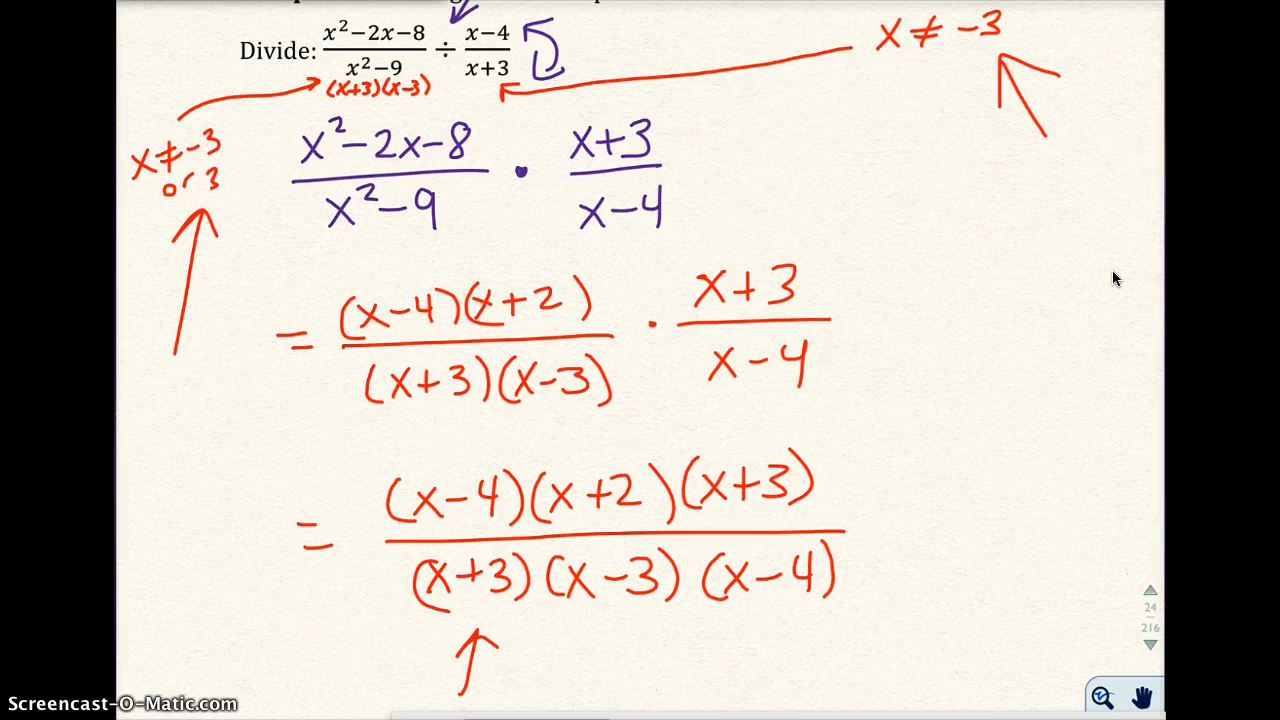 Divide: x²−2x−8 / x²−9 ÷ x−4 / x+3
(x+3)(x-3)
x ≠ -3
x ≠ -3
or 3
x²-2x-8 / x²-9 · x+3 / x-4
= (x-4)(x+2) / (x+3)(x-3) · x+3 / x-4
= (x-4)(x+2)(x+3) / (x+3)(x-3)(x-4)
24
216
Screencast-O-Matic.com